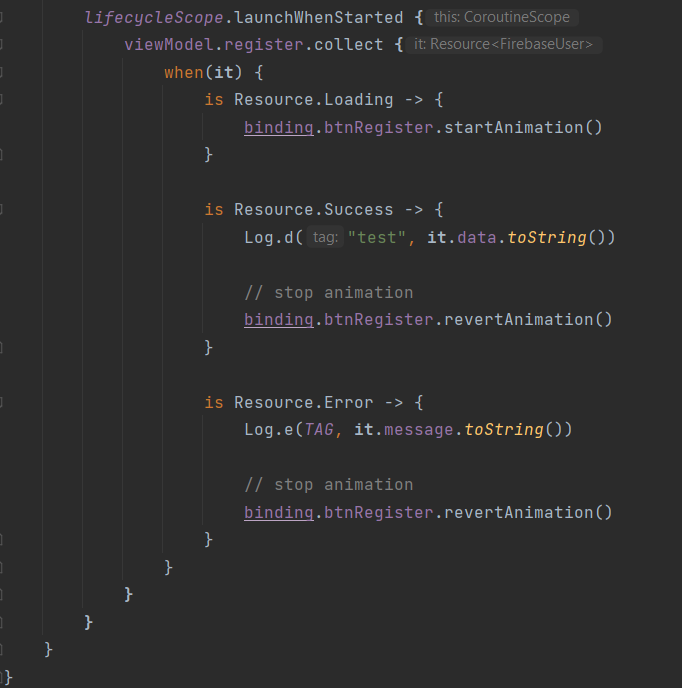 lifecycleScope.launchWhenStarted { this: CoroutineScope
viewModel.register.collect { it: Resource<FirebaseUser>
when(it) {
is Resource.Loading -> {
binding.btnRegister.startAnimation()
}
is Resource.Success -> {
Log.d( tag: "test", it.data.toString())
// stop animation
binding.btnRegister.revertAnimation()
}
is Resource.Error -> {
Log.e(TAG, it.message.toString())
// stop animation
binding.btnRegister.revertAnimation()
}
}
}
}
}
}